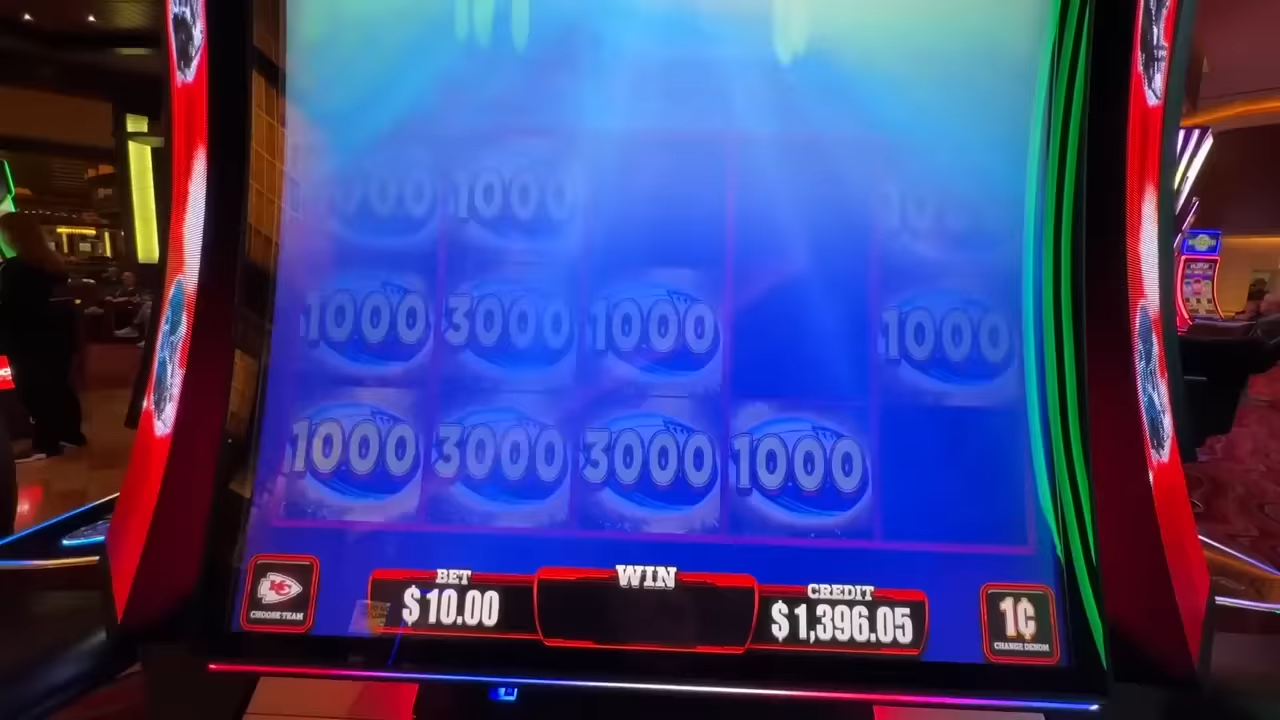 1000
1000 3000 1000 1000
1000 3000 3000 1000
BET
$10.00
WIN
CREDIT
$1,396.05
KC
CHOOSE TEAM
1¢
CHANGE DENOM